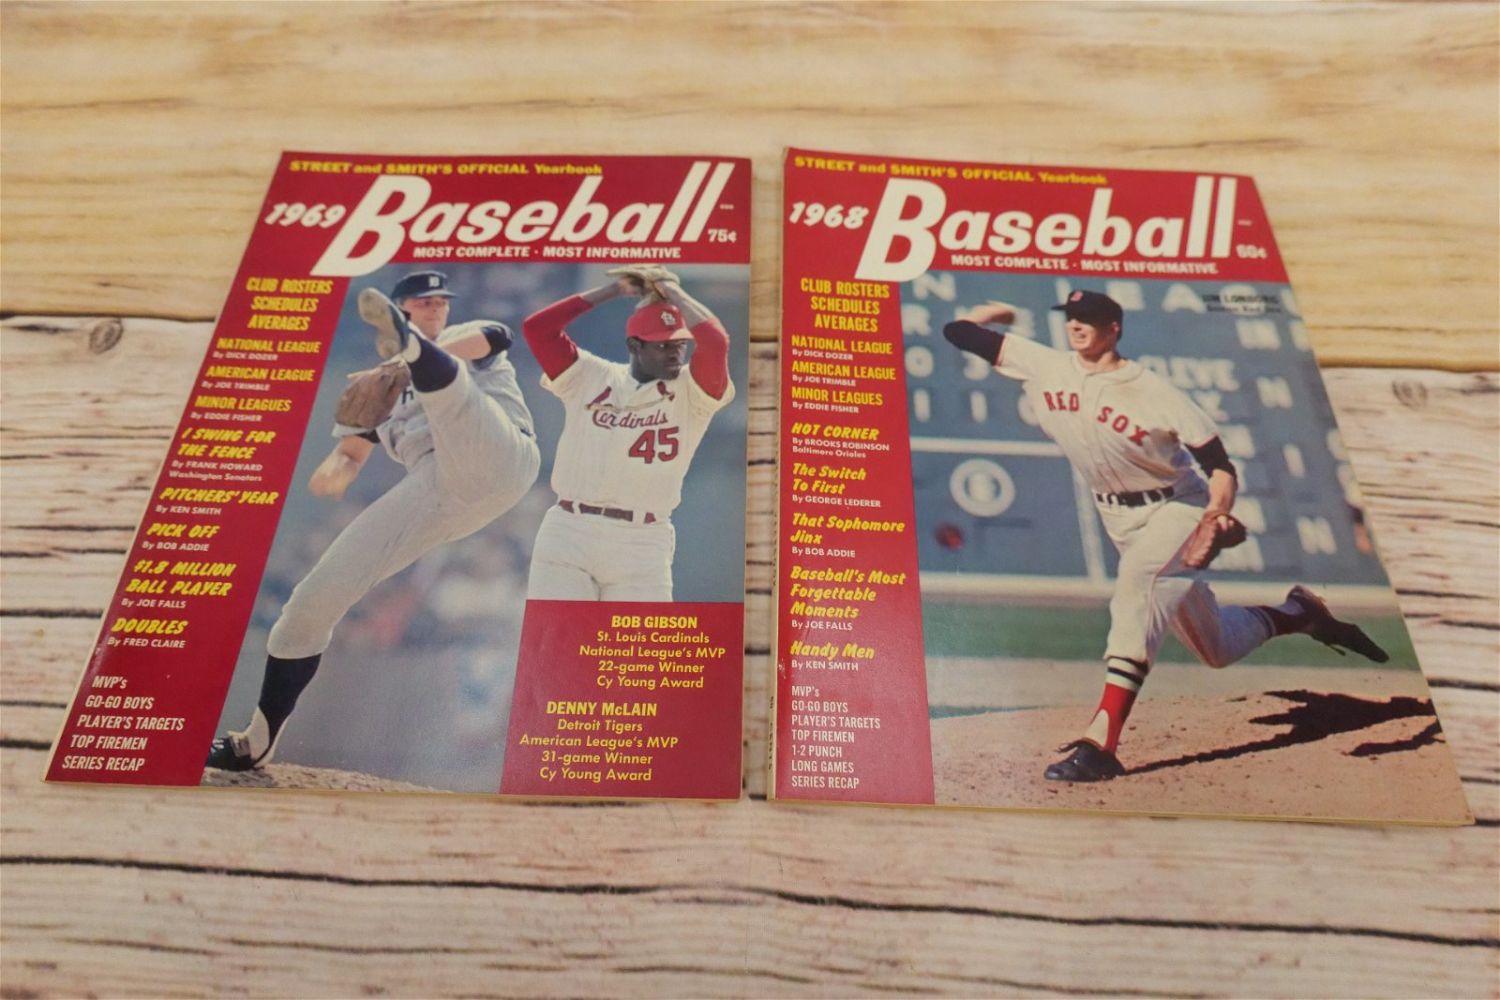 STREET and SMITH'S OFFICIAL Yearbook
1969 Baseball
75¢
MOST COMPLETE · MOST INFORMATIVE
CLUB ROSTERS
SCHEDULES
AVERAGES
NATIONAL LEAGUE
By DICK DOZER
AMERICAN LEAGUE
By JOE TRIMBLE
MINOR LEAGUES
By EDDIE FISHER
I SWING FOR
THE FENCE
By FRANK HOWARD
Washington Senators
PITCHERS' YEAR
By KEN SMITH
PICK OFF
By BOB ADDIE
$1.8 MILLION
BALL PLAYER
By JOE FALLS
DOUBLES
By FRED CLAIRE
MVP's
GO-GO BOYS
PLAYER'S TARGETS
TOP FIREMEN
SERIES RECAP
D
Cardinals
45
BOB GIBSON
St. Louis Cardinals
National League's MVP
22-game Winner
Cy Young Award
DENNY McLAIN
Detroit Tigers
American League's MVP
31-game Winner
Cy Young Award
STREET and SMITH'S OFFICIAL Yearbook
1968 Baseball
60¢
MOST COMPLETE · MOST INFORMATIVE
CLUB ROSTERS
SCHEDULES
AVERAGES
NATIONAL LEAGUE
By DICK DOZER
AMERICAN LEAGUE
By JOE TRIMBLE
MINOR LEAGUES
By EDDIE FISHER
HOT CORNER
By BROOKS ROBINSON
Baltimore Orioles
The Switch
To First
By GEORGE LEDERER
That Sophomore
Jinx
By BOB ADDIE
Baseball's Most
Forgettable
Moments
By JOE FALLS
Handy Men
By KEN SMITH
MVP's
GO-GO BOYS
PLAYER'S TARGETS
TOP FIREMEN
1-2 PUNCH
LONG GAMES
SERIES RECAP
JIM LONBORG
Boston Red Sox
B
RED SOX